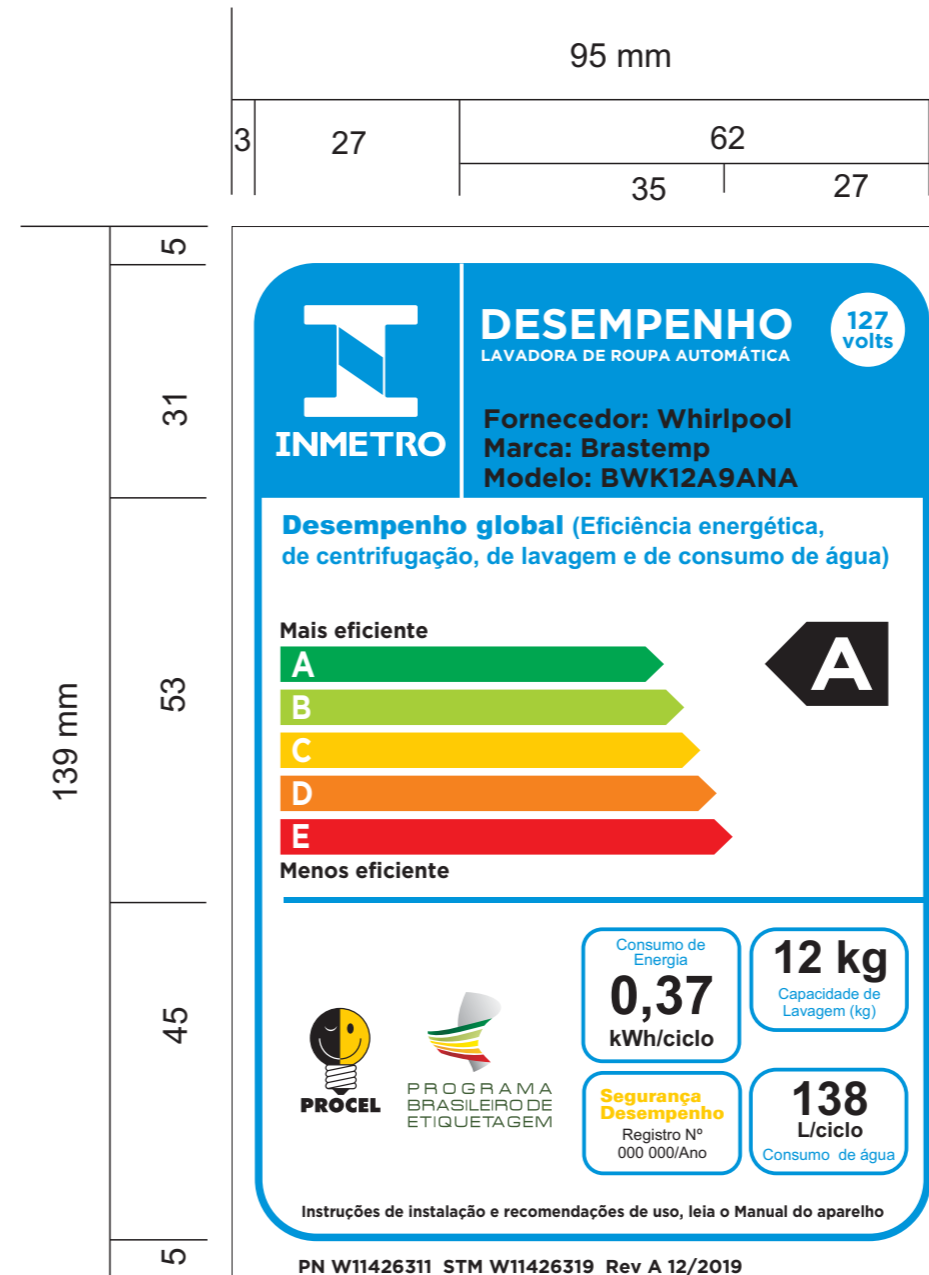 95 mm
3
27
62
35
27
5
31
53
45
5
139 mm
INMETRO
DESEMPENHO
LAVADORA DE ROUPA AUTOMÁTICA
127
volts
Fornecedor: Whirlpool
Marca: Brastemp
Modelo: BWK12A9ANA
Desempenho global (Eficiência energética,
de centrifugação, de lavagem e de consumo de água)
Mais eficiente
A
A
B
C
D
E
Menos eficiente
PROCEL
PROGRAMA
BRASILEIRO DE
ETIQUETAGEM
Consumo de
Energia
0,37
kWh/ciclo
12 kg
Capacidade de
Lavagem (kg)
Segurança
Desempenho
Registro Nº
000 000/Ano
138
L/ciclo
Consumo de água
Instruções de instalação e recomendações de uso, leia o Manual do aparelho
PN W11426311 STM W11426319 Rev A 12/2019